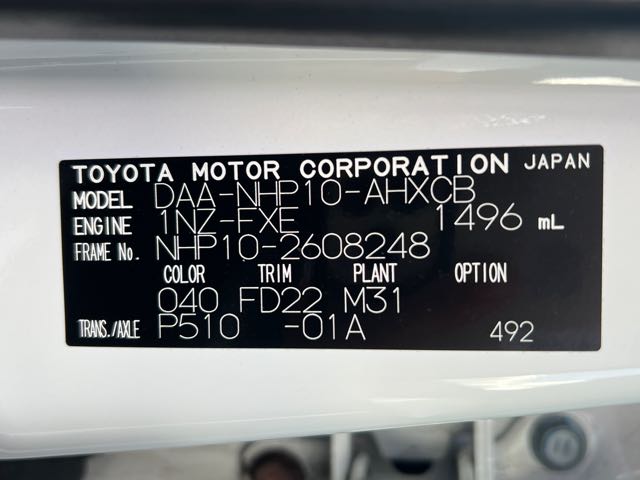 TOYOTA MOTOR CORPORATION JAPAN
MODEL DAA-NHP10-AHXCB
ENGINE 1NZ-FXE 1496 mL
FRAME No. NHP10-2608248
COLOR TRIM PLANT OPTION
040 FD22 M31
TRANS./AXLE P510 -01A 492